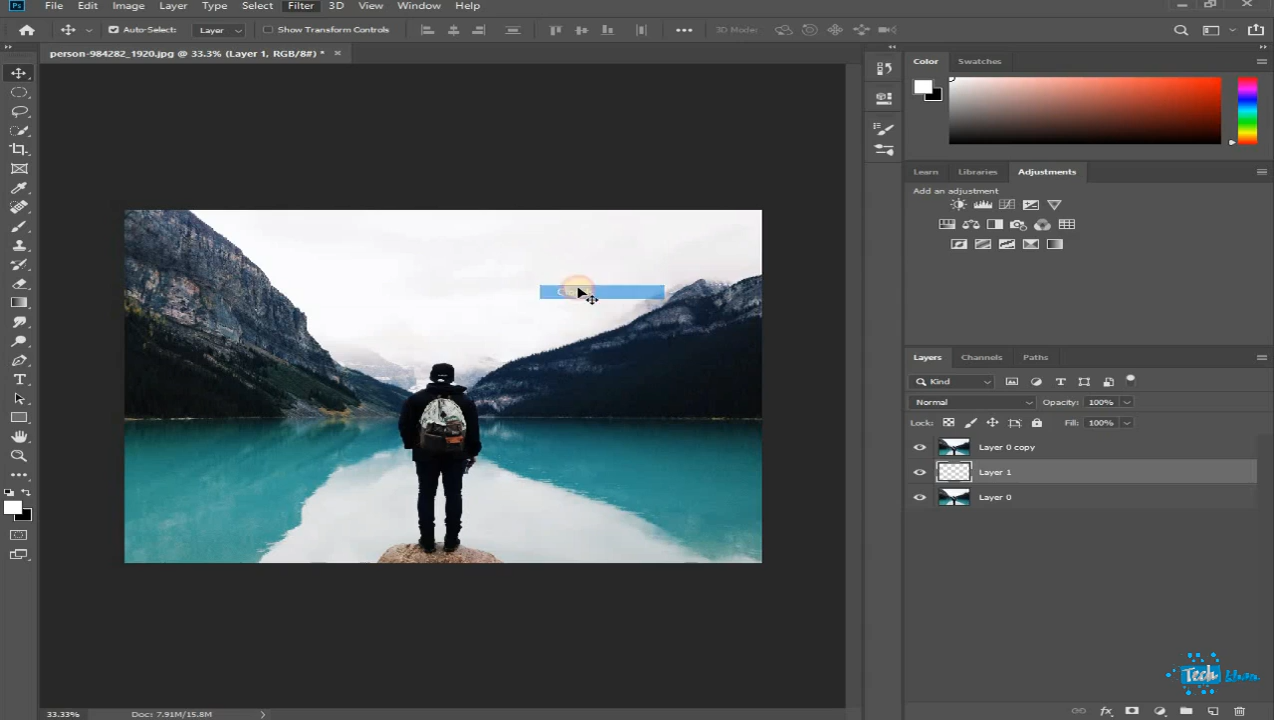 Ps File Edit Image Layer Type Select Filter 3D View Window Help
Auto-Select: Layer Show Transform Controls 3D Mode:
person-984282_1920.jpg @ 33.3% (Layer 1, RGB/8#) *
Color Swatches
Learn Libraries Adjustments
Add an adjustment
Layers Channels Paths
Kind
Normal Opacity: 100%
Lock: Fill: 100%
Layer 0 copy
Layer 1
Layer 0
Tech
33.33% Doc: 7.91M/15.8M